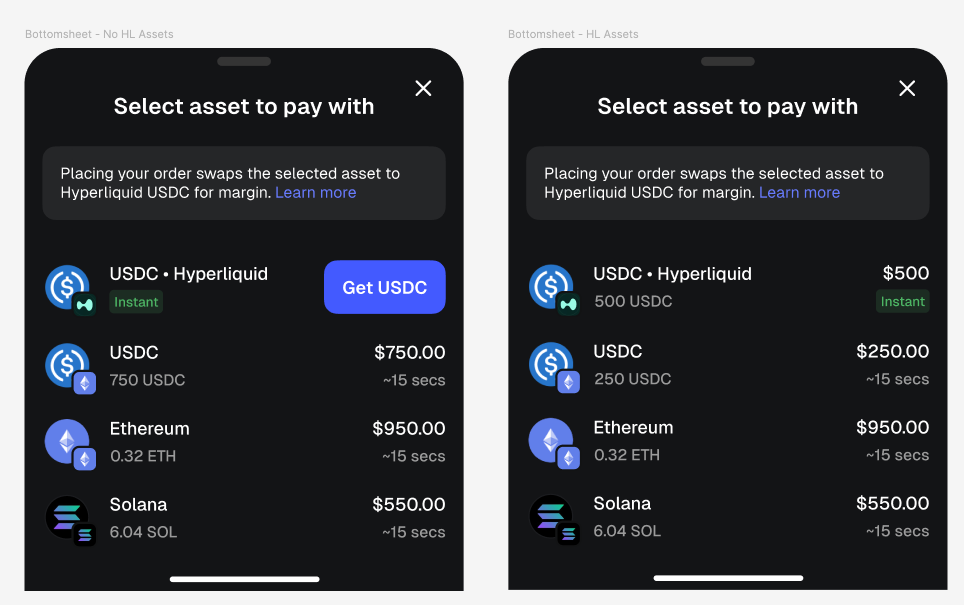 Bottomsheet - No HL Assets
Select asset to pay with
Placing your order swaps the selected asset to
Hyperliquid USDC for margin. Learn more
USDC • Hyperliquid
Instant
Get USDC
USDC
$750.00
750 USDC
~15 secs
Ethereum
$950.00
0.32 ETH
~15 secs
Solana
$550.00
6.04 SOL
~15 secs
Bottomsheet - HL Assets
Select asset to pay with
Placing your order swaps the selected asset to
Hyperliquid USDC for margin. Learn more
USDC • Hyperliquid
$500
500 USDC
Instant
USDC
$250.00
250 USDC
~15 secs
Ethereum
$950.00
0.32 ETH
~15 secs
Solana
$550.00
6.04 SOL
~15 secs